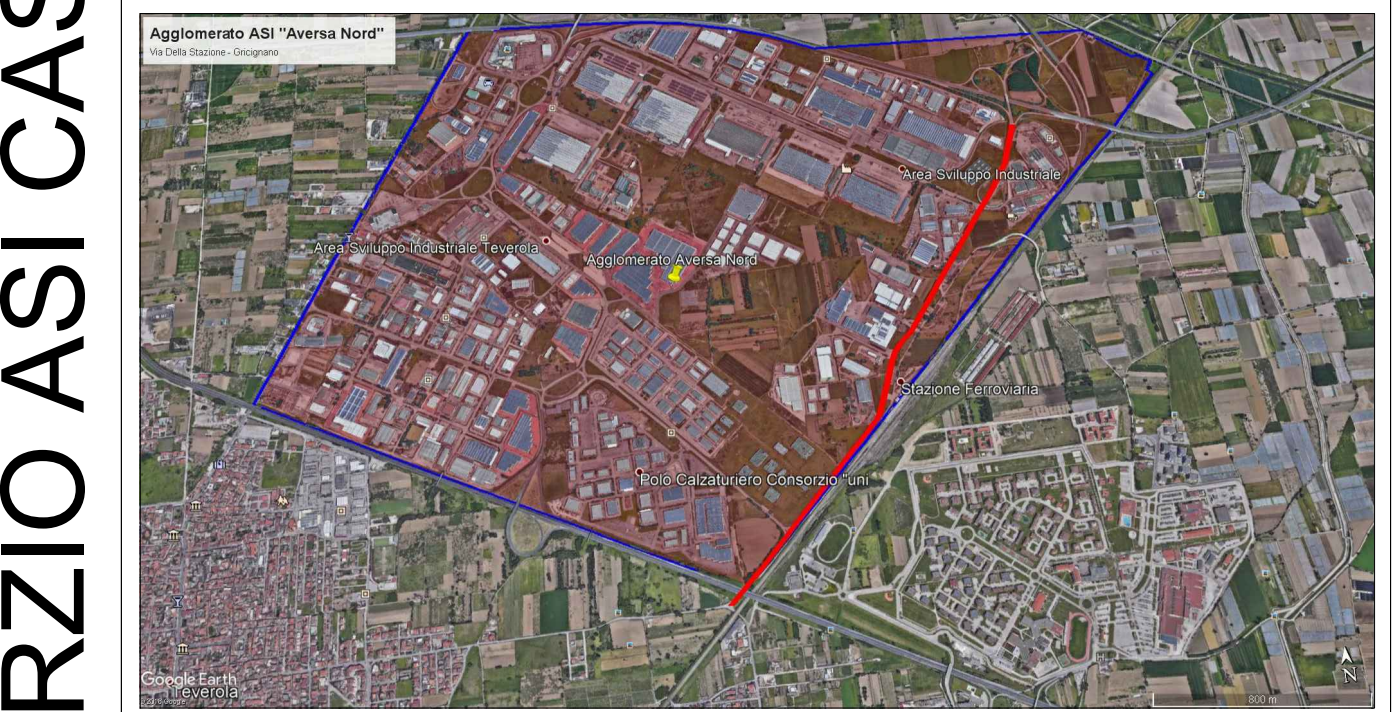 RZIO ASI CAS
Agglomerato ASI "Aversa Nord"
Via Della Stazione - Gricignano
Area Sviluppo Industriale
Area Sviluppo Industriale Teverola
Agglomerato Aversa Nord
Stazione Ferroviaria
Polo Calzaturiero Consorzio "uni
Google Earth
Teverola
N
800 m